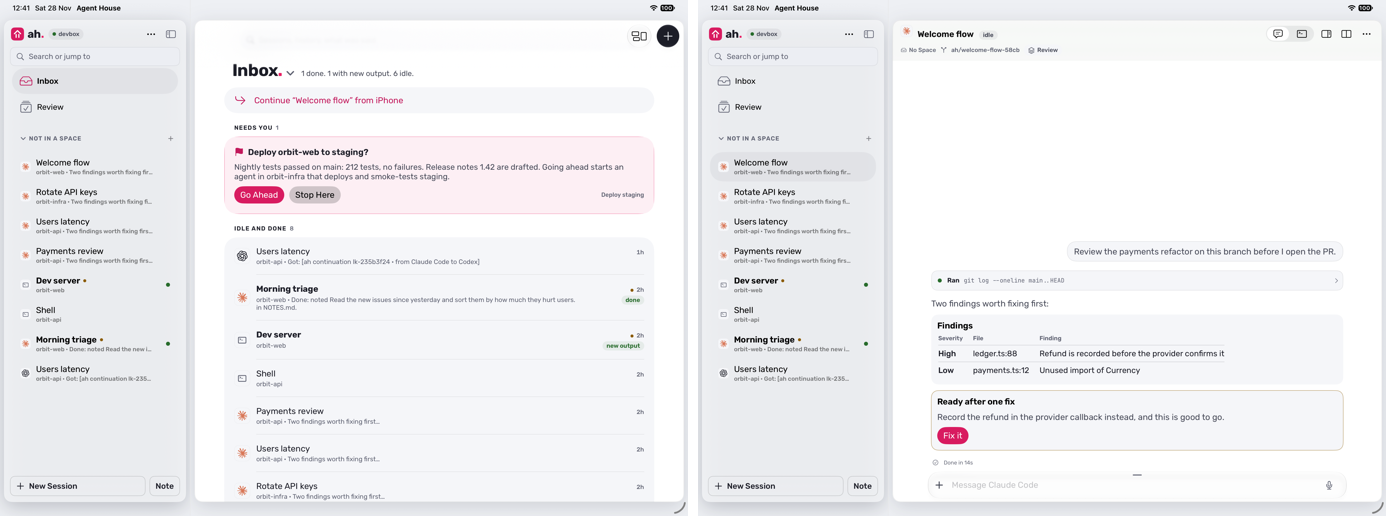 12:41 Sat 28 Nov Agent House
100
ah.
devbox
Search or jump to
Inbox
Review
NOT IN A SPACE
Welcome flow
orbit-web • Two findings worth fixing fir...
Rotate API keys
orbit-infra • Two findings worth fixing fi...
Users latency
orbit-api • Two findings worth fixing firs...
Payments review
orbit-api • Two findings worth fixing firs...
Dev server
orbit-web
Shell
orbit-api
Morning triage
orbit-web • Done: noted Read the new i...
Users latency
orbit-api • Got: [ah continuation lk-235...
New Session
Note
Inbox.
1 done. 1 with new output. 6 idle.
Continue “Welcome flow” from iPhone
NEEDS YOU 1
Deploy orbit-web to staging?
Nightly tests passed on main: 212 tests, no failures. Release notes 1.42 are drafted. Going ahead starts an
agent in orbit-infra that deploys and smoke-tests staging.
Go Ahead
Stop Here
Deploy staging
IDLE AND DONE 8
Users latency
1h
orbit-api • Got: [ah continuation lk-235b3f24 • from Claude Code to Codex]
Morning triage
2h
orbit-web • Done: noted Read the new issues since yesterday and sort them by how much they hurt users.
in NOTES.md.
done
Dev server
2h
orbit-web
new output
Shell
2h
orbit-api
Payments review
2h
orbit-api • Two findings worth fixing first...
Users latency
2h
orbit-api • Two findings worth fixing first...
Rotate API keys
2h
orbit-infra • Two findings worth fixing first...
12:41 Sat 28 Nov Agent House
100
ah.
devbox
Search or jump to
Inbox
Review
NOT IN A SPACE
Welcome flow
orbit-web • Two findings worth fixing fir...
Rotate API keys
orbit-infra • Two findings worth fixing fi...
Users latency
orbit-api • Two findings worth fixing firs...
Payments review
orbit-api • Two findings worth fixing firs...
Dev server
orbit-web
Shell
orbit-api
Morning triage
orbit-web • Done: noted Read the new i...
Users latency
orbit-api • Got: [ah continuation lk-235...
New Session
Note
Welcome flow
idle
No Space
ah/welcome-flow-58cb
Review
Review the payments refactor on this branch before I open the PR.
Ran git log --oneline main..HEAD
Two findings worth fixing first:
Findings
Severity File Finding
High ledger.ts:88 Refund is recorded before the provider confirms it
Low payments.ts:12 Unused import of Currency
Ready after one fix
Record the refund in the provider callback instead, and this is good to go.
Fix it
Done in 14s
Message Claude Code